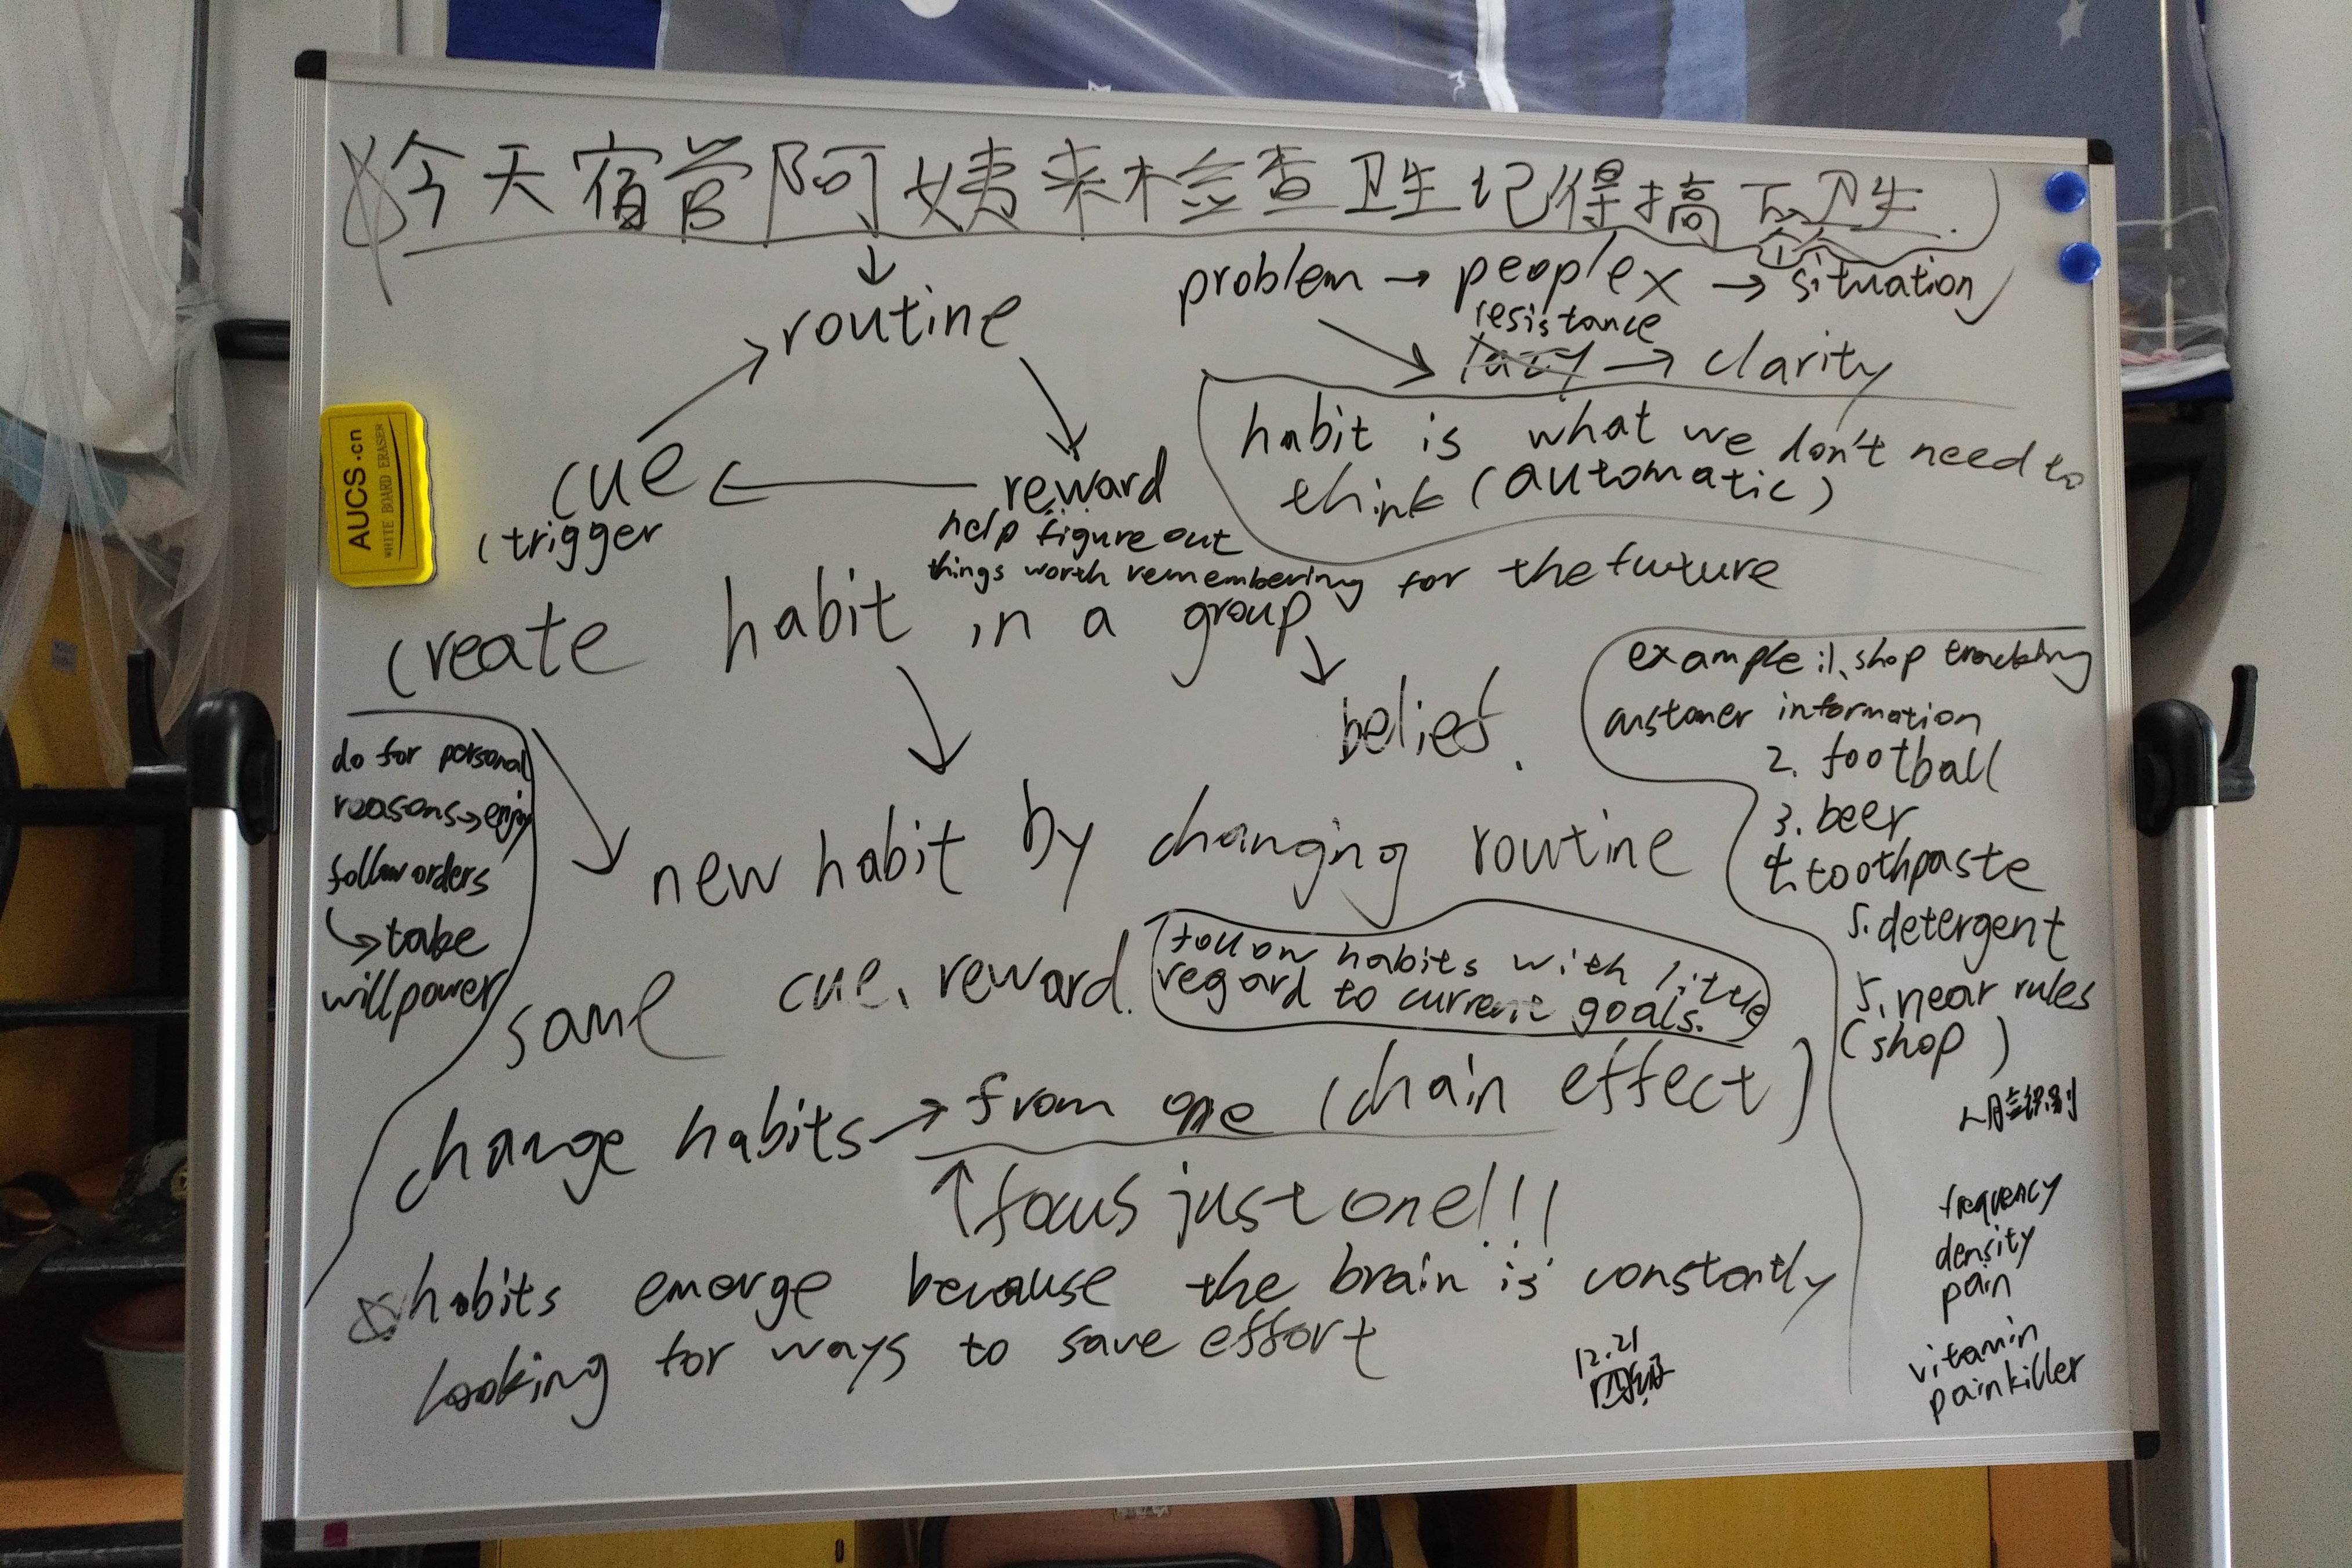 今天宿管阿姨来检查卫生记得搞下卫生.
problem → people x → situation
resistance
lazy → clarity
routine
cue
reward
(trigger
help figure out
things worth remembering for the future
habit is what we don't need to
think (automatic)
create habit in a group
belief.
do for personal
reasons → enjoy
follow orders
→ take
willpower
new habit by changing routine
same cue, reward.
follow habits with little
regard to current goals.
change habits → from one (chain effect)
↑ focus just one!!!
habits emerge because the brain is constantly
looking for ways to save effort
12.21
example: 1. shop tracking
customer information
2. football
3. beer
4. toothpaste
5. detergent
5. near rules
(shop)
人脸识别
frequency
density
pain
vitamin
painkiller
AUCS.cn
WHITE BOARD ERASER